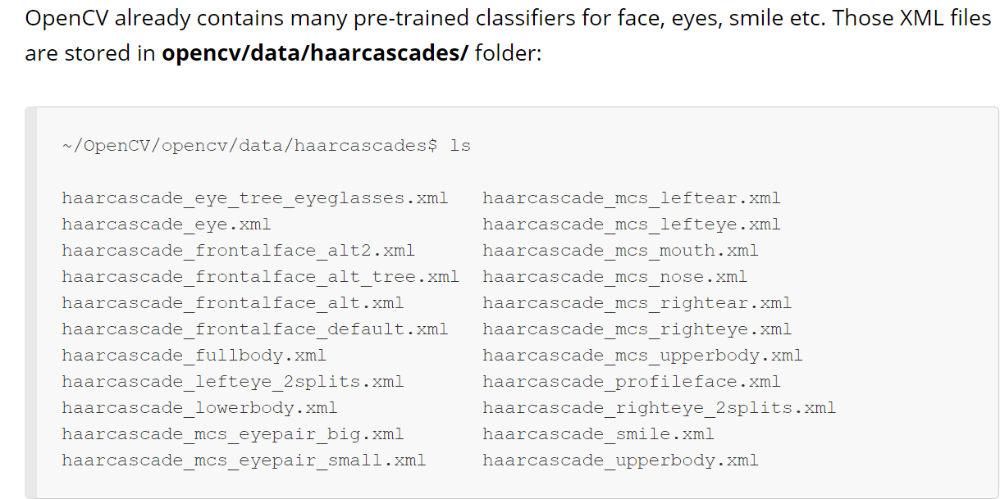 OpenCV already contains many pre-trained classifiers for face, eyes, smile etc. Those XML files
are stored in opencv/data/haarcascades/ folder:
~/OpenCV/opencv/data/haarcascades$ ls
haarcascade_eye_tree_eyeglasses.xml   haarcascade_mcs_leftear.xml
haarcascade_eye.xml                   haarcascade_mcs_lefteye.xml
haarcascade_frontalface_alt2.xml      haarcascade_mcs_mouth.xml
haarcascade_frontalface_alt_tree.xml  haarcascade_mcs_nose.xml
haarcascade_frontalface_alt.xml       haarcascade_mcs_rightear.xml
haarcascade_frontalface_default.xml   haarcascade_mcs_righteye.xml
haarcascade_fullbody.xml              haarcascade_mcs_upperbody.xml
haarcascade_lefteye_2splits.xml       haarcascade_profileface.xml
haarcascade_lowerbody.xml             haarcascade_righteye_2splits.xml
haarcascade_mcs_eyepair_big.xml       haarcascade_smile.xml
haarcascade_mcs_eyepair_small.xml     haarcascade_upperbody.xml